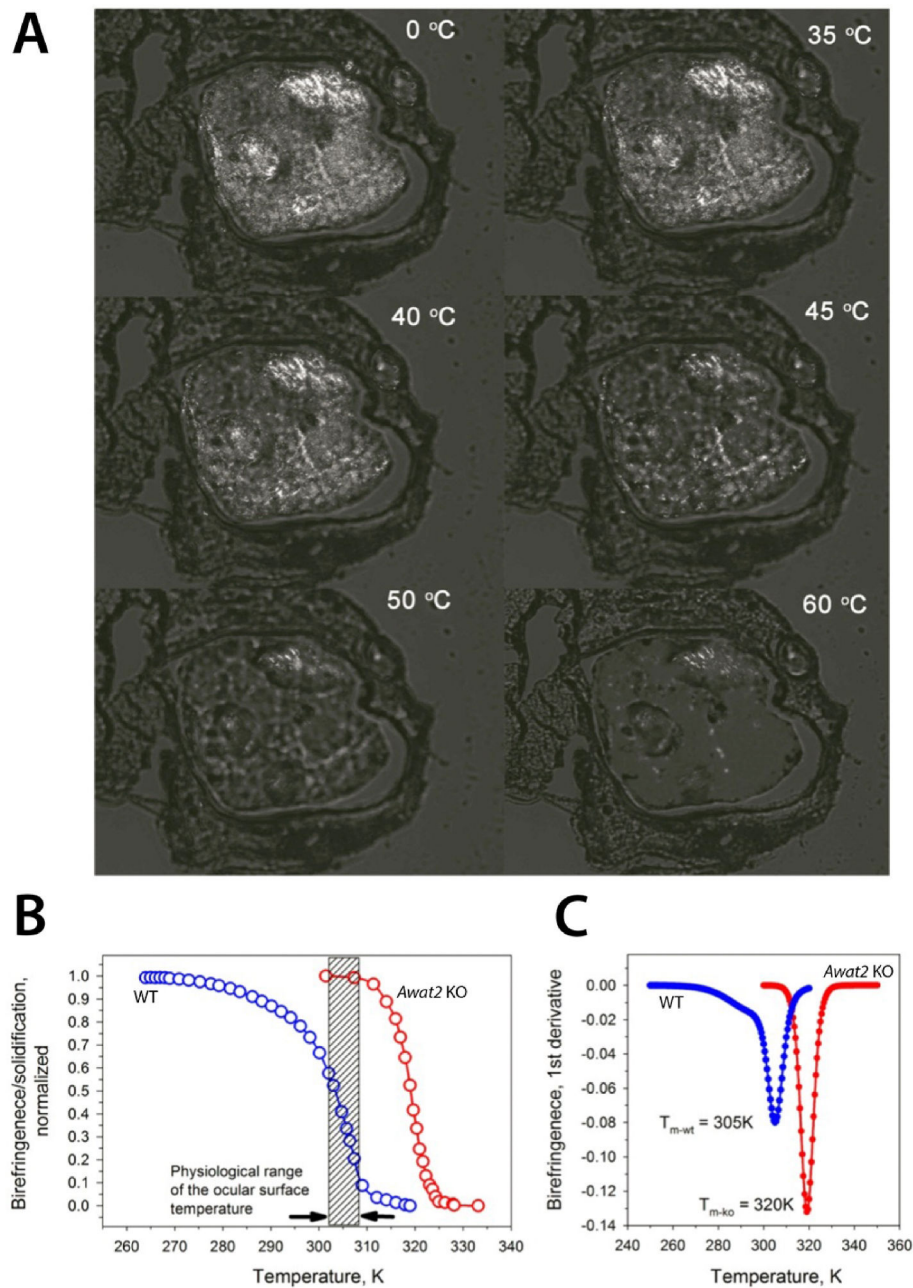 A
0 °C
35 °C
40 °C
45 °C
50 °C
60 °C
B
Birefringenece/solidification,
normalized
1.0
0.9
0.8
0.7
0.6
0.5
0.4
0.3
0.2
0.1
0.0
WT
Awat2 KO
Physiological range
of the ocular surface
temperature
260 270 280 290 300 310 320 330 340
Temperature, K
C
Birefringenece, 1st derivative
0.00
-0.02
-0.04
-0.06
-0.08
-0.10
-0.12
-0.14
WT
Awat2 KO
Tm-wt = 305K
Tm-ko = 320K
240 260 280 300 320 340 360
Temperature, K